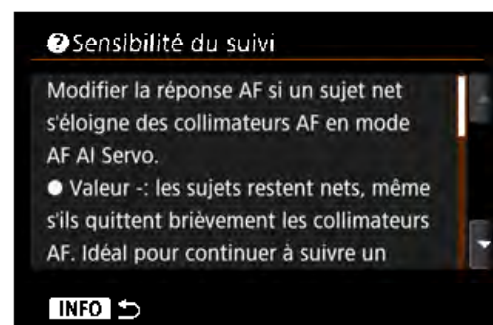 Sensibilité du suivi
Modifier la réponse AF si un sujet net
s'éloigne des collimateurs AF en mode
AF AI Servo.
● Valeur -: les sujets restent nets, même
s'ils quittent brièvement les collimateurs
AF. Idéal pour continuer à suivre un
INFO